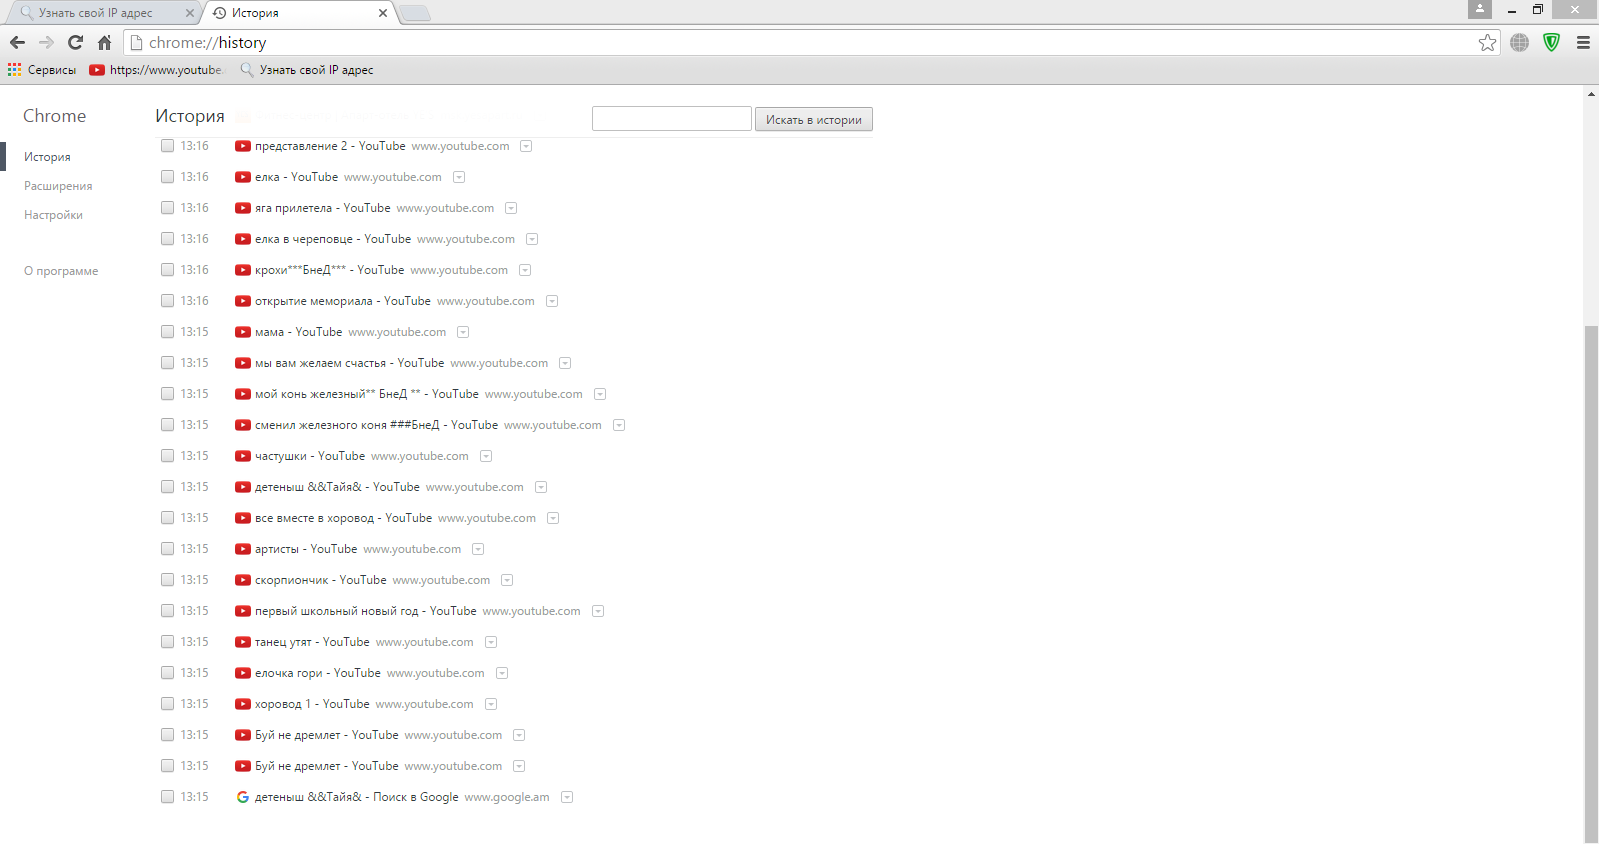 Узнать свой IP адрес
История
chrome://history
Сервисы
https://www.youtube.
Узнать свой IP адрес
Chrome
История
Искать в истории
История
Расширения
Настройки
О программе
13:16 представление 2 - YouTube www.youtube.com
13:16 елка - YouTube www.youtube.com
13:16 яга прилетела - YouTube www.youtube.com
13:16 елка в череповце - YouTube www.youtube.com
13:16 крохи***БнеД*** - YouTube www.youtube.com
13:16 открытие мемориала - YouTube www.youtube.com
13:15 мама - YouTube www.youtube.com
13:15 мы вам желаем счастья - YouTube www.youtube.com
13:15 мой конь железный** БнеД ** - YouTube www.youtube.com
13:15 сменил железного коня ###БнеД - YouTube www.youtube.com
13:15 частушки - YouTube www.youtube.com
13:15 детеныш &&Тайя& - YouTube www.youtube.com
13:15 все вместе в хоровод - YouTube www.youtube.com
13:15 артисты - YouTube www.youtube.com
13:15 скорпиончик - YouTube www.youtube.com
13:15 первый школьный новый год - YouTube www.youtube.com
13:15 танец утят - YouTube www.youtube.com
13:15 елочка гори - YouTube www.youtube.com
13:15 хоровод 1 - YouTube www.youtube.com
13:15 Буй не дремлет - YouTube www.youtube.com
13:15 Буй не дремлет - YouTube www.youtube.com
13:15 детеныш &&Тайя& - Поиск в Google www.google.am